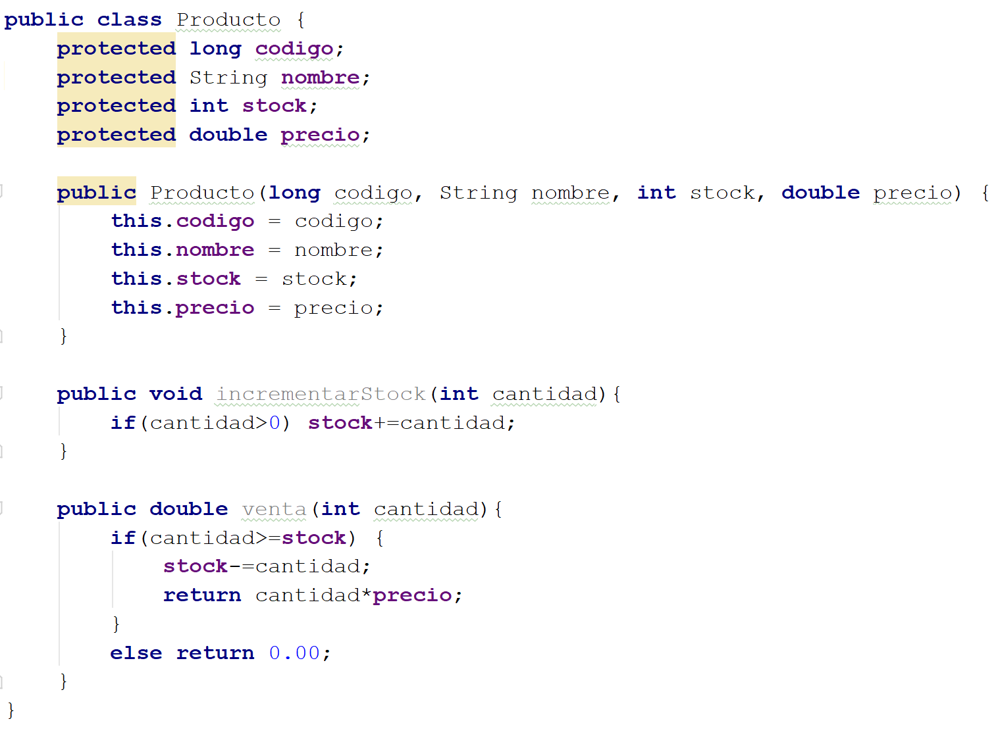 public class Producto {
protected long codigo;
protected String nombre;
protected int stock;
protected double precio;
public Producto(long codigo, String nombre, int stock, double precio) {
this.codigo = codigo;
this.nombre = nombre;
this.stock = stock;
this.precio = precio;
}
public void incrementarStock(int cantidad){
if(cantidad>0) stock+=cantidad;
}
public double venta(int cantidad){
if(cantidad>=stock) {
stock-=cantidad;
return cantidad*precio;
}
else return 0.00;
}
}